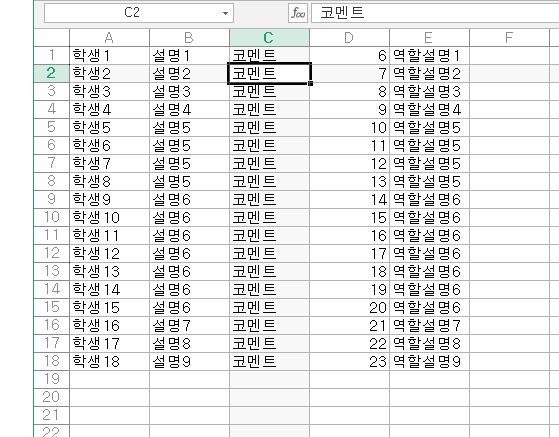 C2 f(x) 코멘트
A B C D E F
1 학생1 설명1 코멘트 6 역할설명1
2 학생2 설명2 코멘트 7 역할설명2
3 학생3 설명3 코멘트 8 역할설명3
4 학생4 설명4 코멘트 9 역할설명4
5 학생5 설명5 코멘트 10 역할설명5
6 학생6 설명5 코멘트 11 역할설명5
7 학생7 설명5 코멘트 12 역할설명5
8 학생8 설명5 코멘트 13 역할설명5
9 학생9 설명6 코멘트 14 역할설명6
10 학생10 설명6 코멘트 15 역할설명6
11 학생11 설명6 코멘트 16 역할설명6
12 학생12 설명6 코멘트 17 역할설명6
13 학생13 설명6 코멘트 18 역할설명6
14 학생14 설명6 코멘트 19 역할설명6
15 학생15 설명6 코멘트 20 역할설명6
16 학생16 설명7 코멘트 21 역할설명7
17 학생17 설명8 코멘트 22 역할설명8
18 학생18 설명9 코멘트 23 역할설명9
19
20
21
22